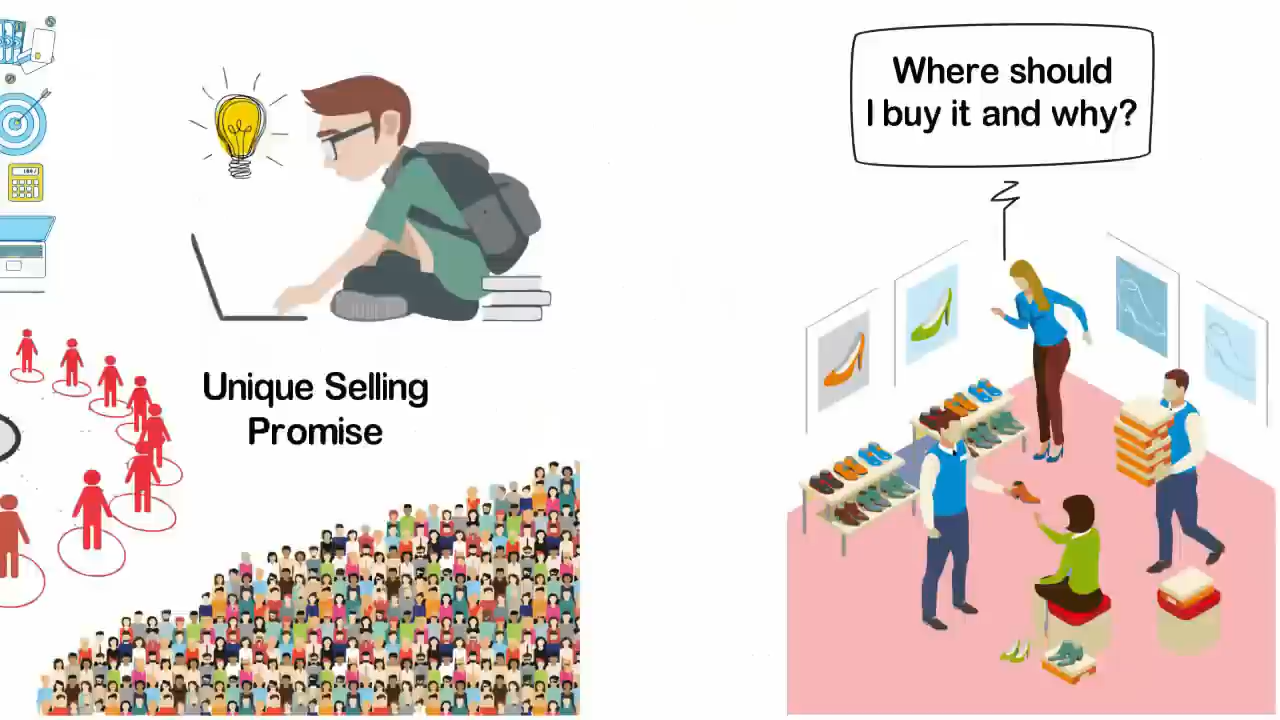 Where should
I buy it and why?
Unique Selling
Promise